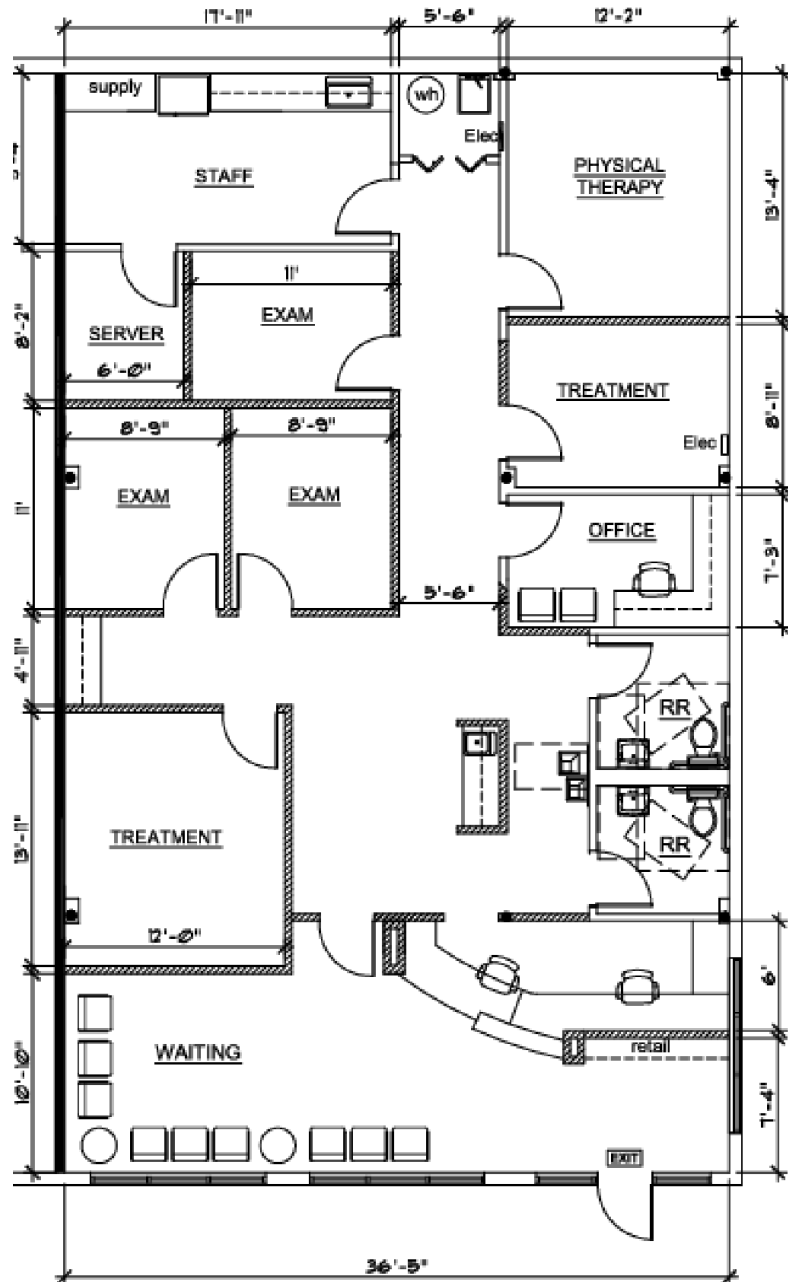 17'-11"
5'-6"
12'-2"
supply
wh
Elec
STAFF
PHYSICAL
THERAPY
13'-4"
11'
EXAM
SERVER
8'-2"
6'-0"
TREATMENT
8'-11"
Elec
8'-9"
8'-9"
EXAM
EXAM
11'
OFFICE
7'-9"
5'-6"
4'-11"
RR
TREATMENT
13'-11"
RR
12'-0"
6'
WAITING
retail
10'-10"
7'-4"
EXIT
36'-5"